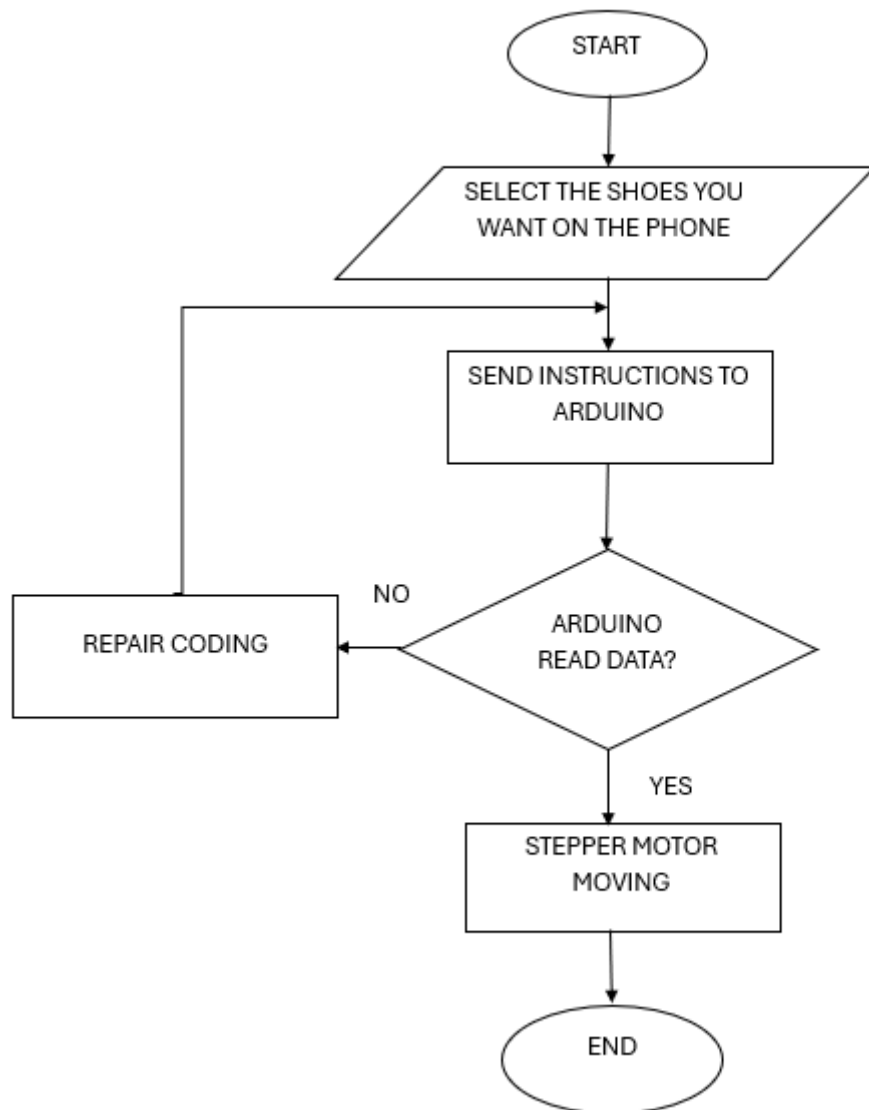 START
SELECT THE SHOES YOU
WANT ON THE PHONE
SEND INSTRUCTIONS TO
ARDUINO
NO
REPAIR CODING
ARDUINO
READ DATA?
YES
STEPPER MOTOR
MOVING
END